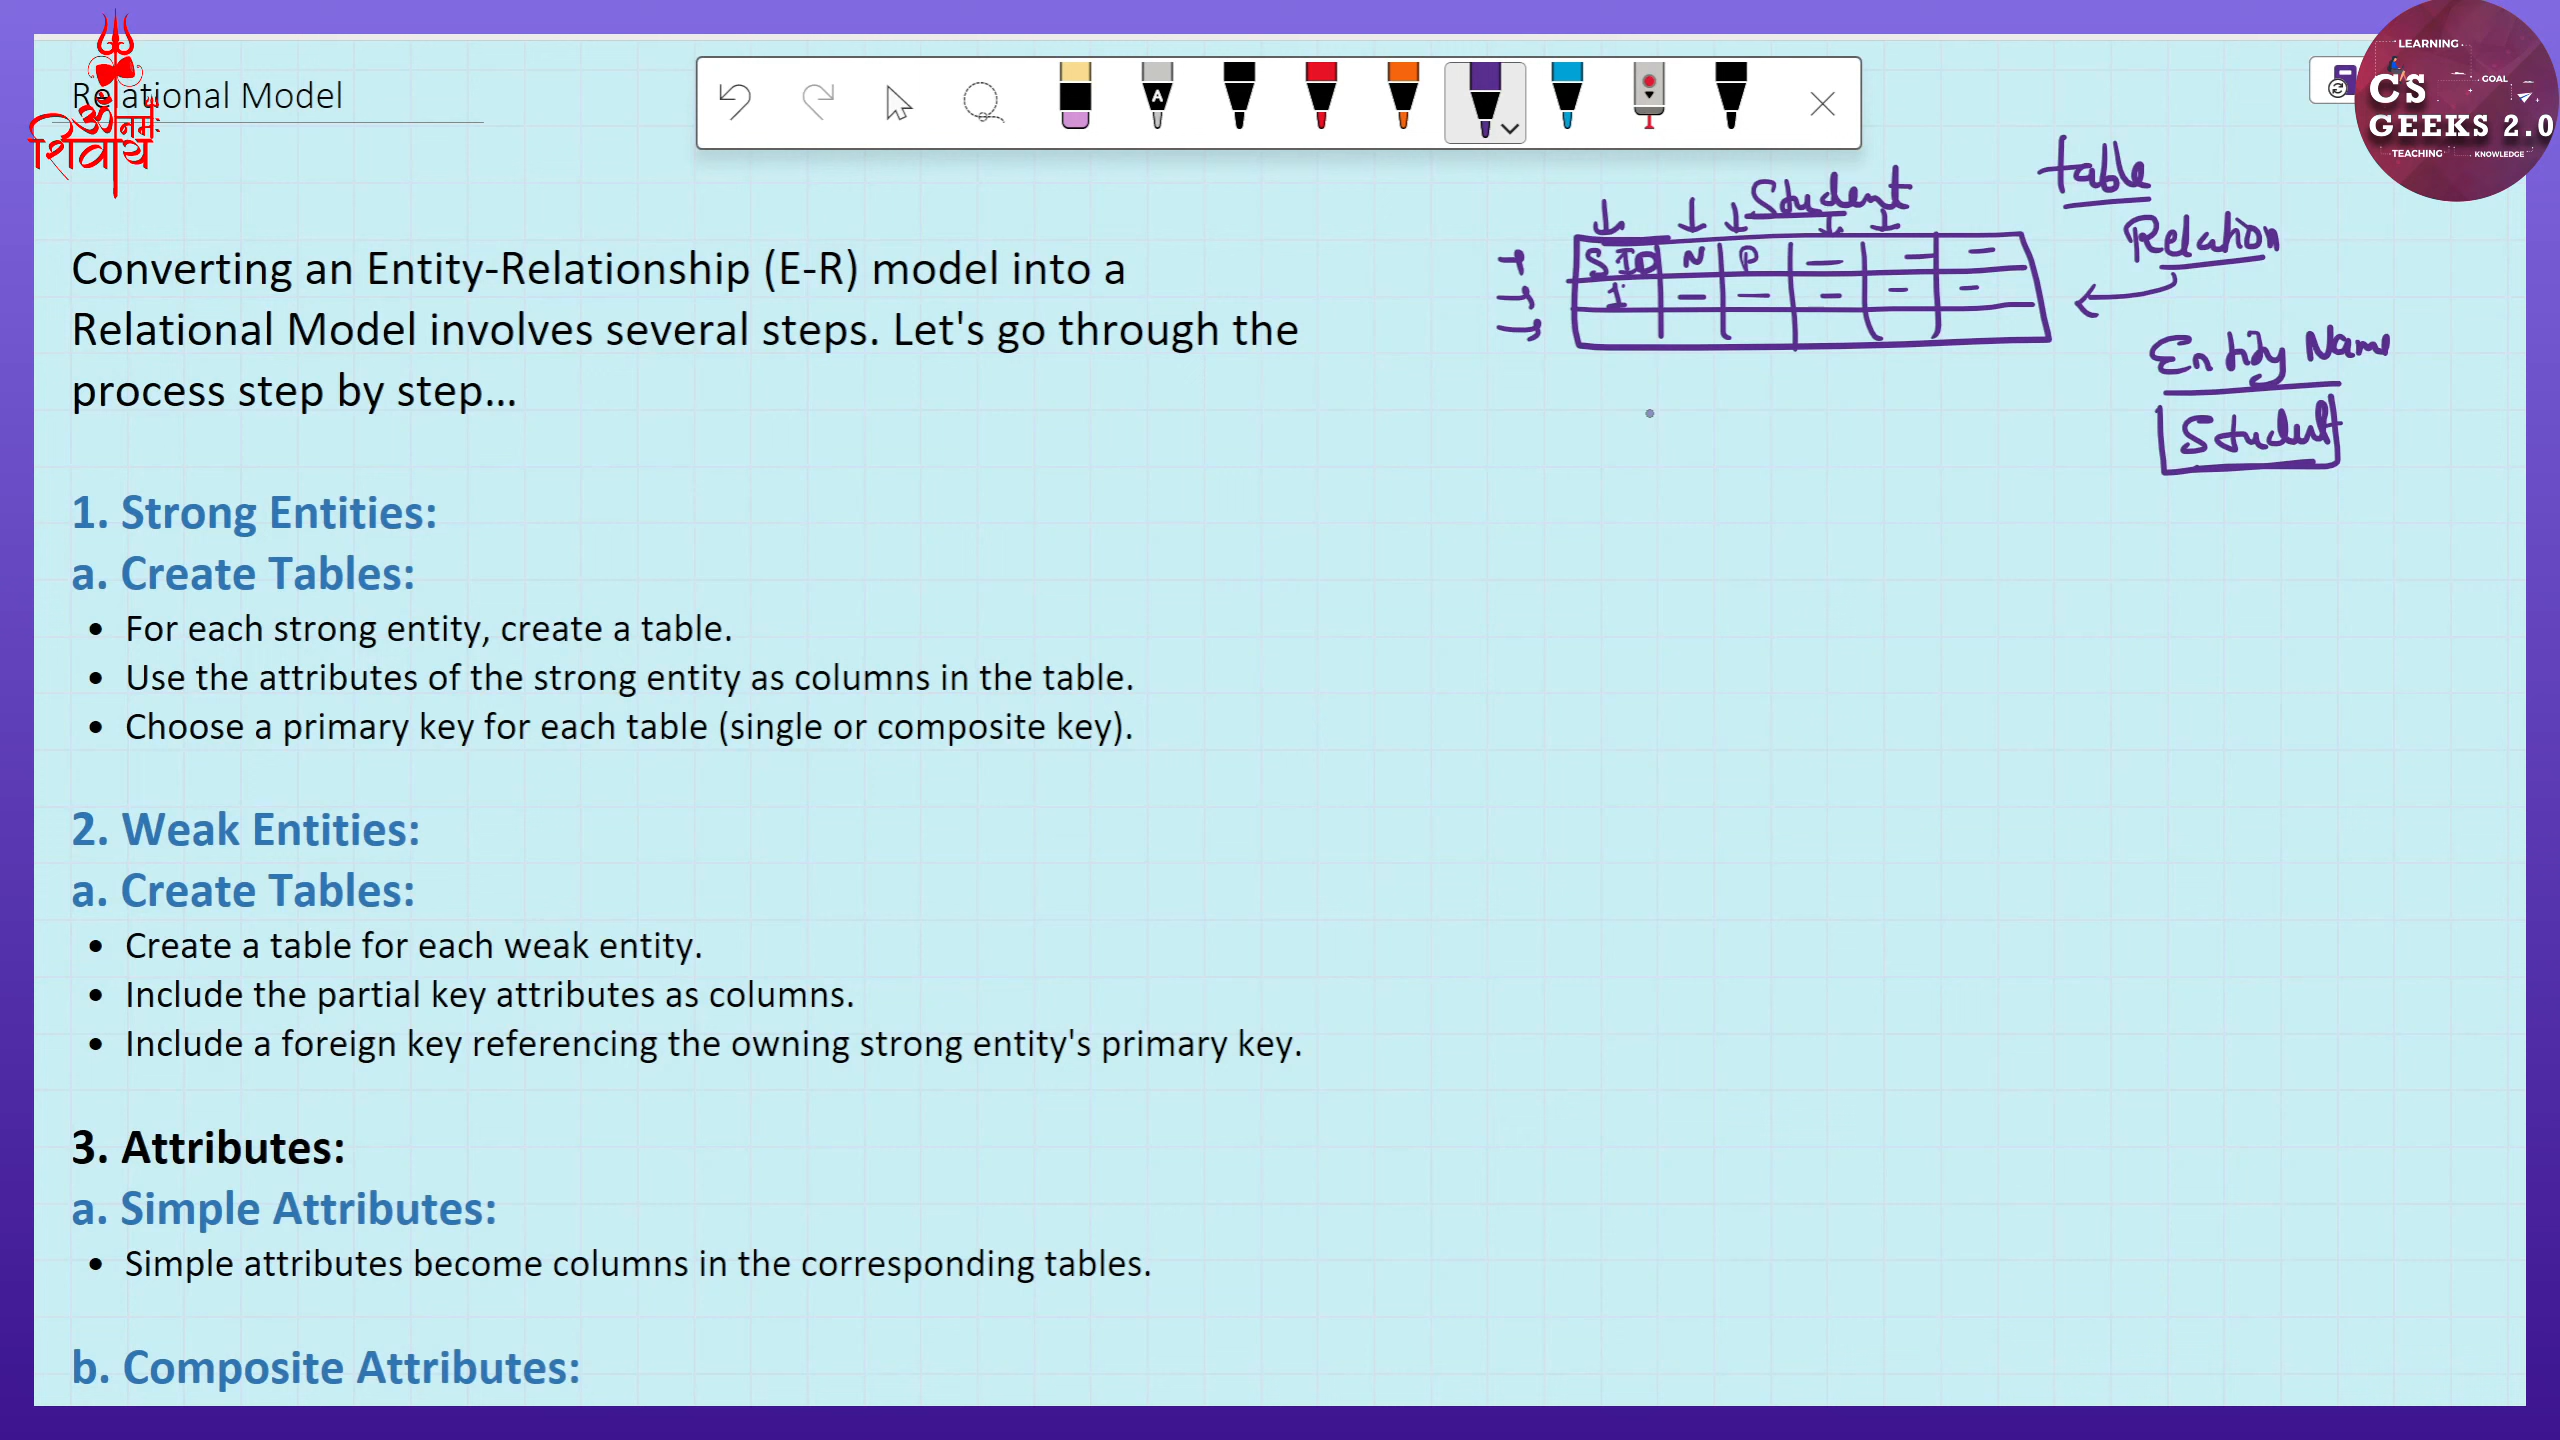 Relational Model
ॐ नमः
शिवाय
LEARNING
GOAL
CS
GEEKS 2.0
TEACHING
KNOWLEDGE
A
table
Student
Relation
SID N P
1
Entity Name
Student
Converting an Entity-Relationship (E-R) model into a
Relational Model involves several steps. Let's go through the
process step by step...
1. Strong Entities:
a. Create Tables:
• For each strong entity, create a table.
• Use the attributes of the strong entity as columns in the table.
• Choose a primary key for each table (single or composite key).
2. Weak Entities:
a. Create Tables:
• Create a table for each weak entity.
• Include the partial key attributes as columns.
• Include a foreign key referencing the owning strong entity's primary key.
3. Attributes:
a. Simple Attributes:
• Simple attributes become columns in the corresponding tables.
b. Composite Attributes: